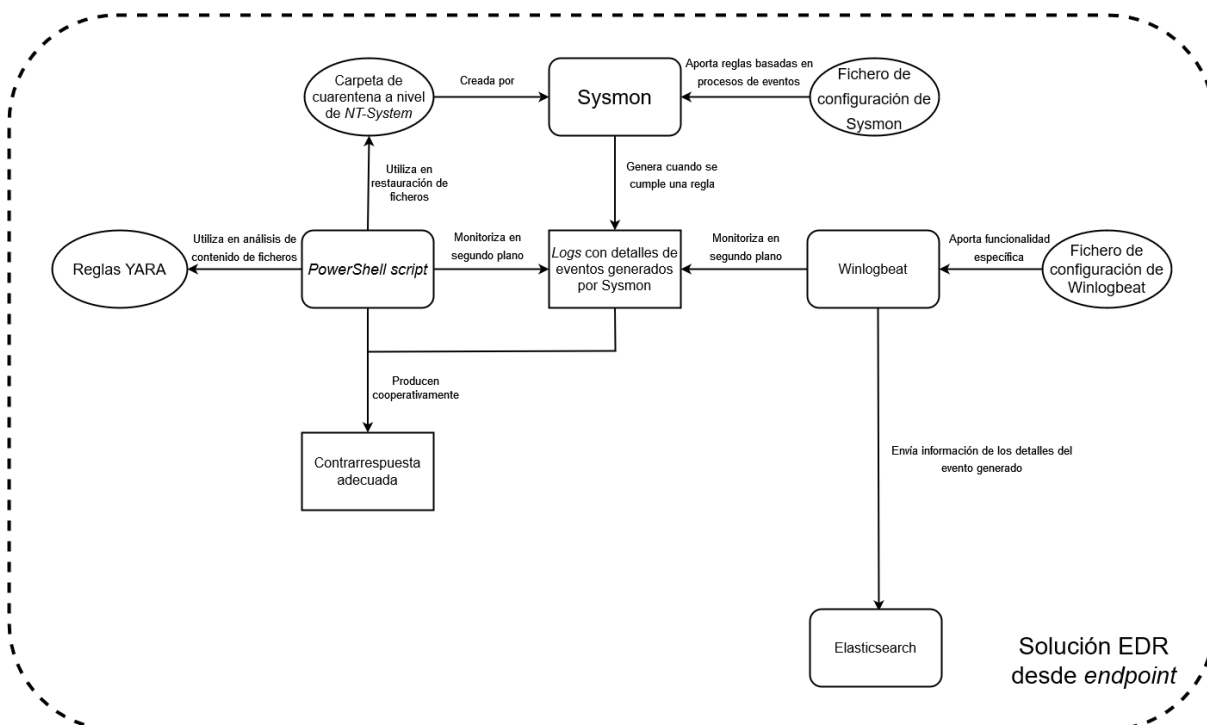 Carpeta de
cuarentena a nivel
de NT-System
Creada por
Sysmon
Aporta reglas basadas en
procesos de eventos
Fichero de
configuración de
Sysmon
Utiliza en
restauración de
ficheros
Genera cuando se
cumple una regla
Reglas YARA
Utiliza en análisis de
contenido de ficheros
PowerShell script
Monitoriza en
segundo plano
Logs con detalles de
eventos generados
por Sysmon
Monitoriza en
segundo plano
Winlogbeat
Aporta funcionalidad
específica
Fichero de
configuración de
Winlogbeat
Producen
cooperativamente
Contrarrespuesta
adecuada
Envía información de los detalles del
evento generado
Elasticsearch
Solución EDR
desde endpoint